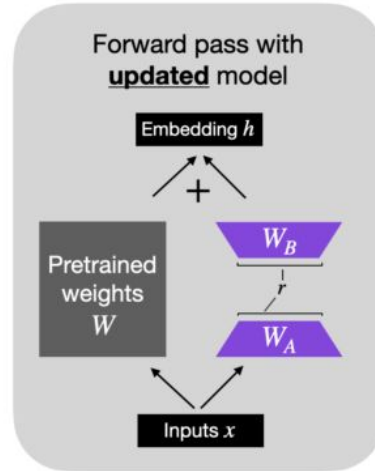 Forward pass with
updated model
Embedding h
+
Pretrained
weights
W
W_B
r
W_A
Inputs x